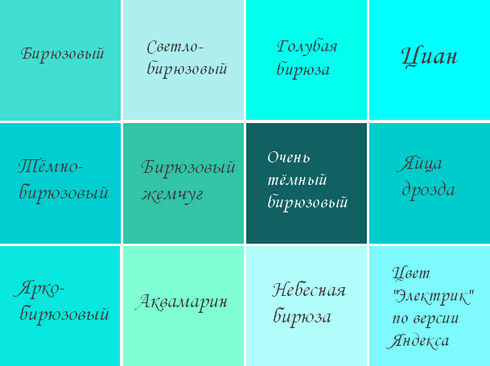 Бирюзовый
Светло-
бирюзовый
Голубая
бирюза
Циан
Тёмно-
бирюзовый
Бирюзовый
жемчуг
Очень
тёмный
бирюзовый
Яйца
дрозда
Ярко-
бирюзовый
Аквамарин
Небесная
бирюза
Цвет
"Электрик"
по версии
Яндекса